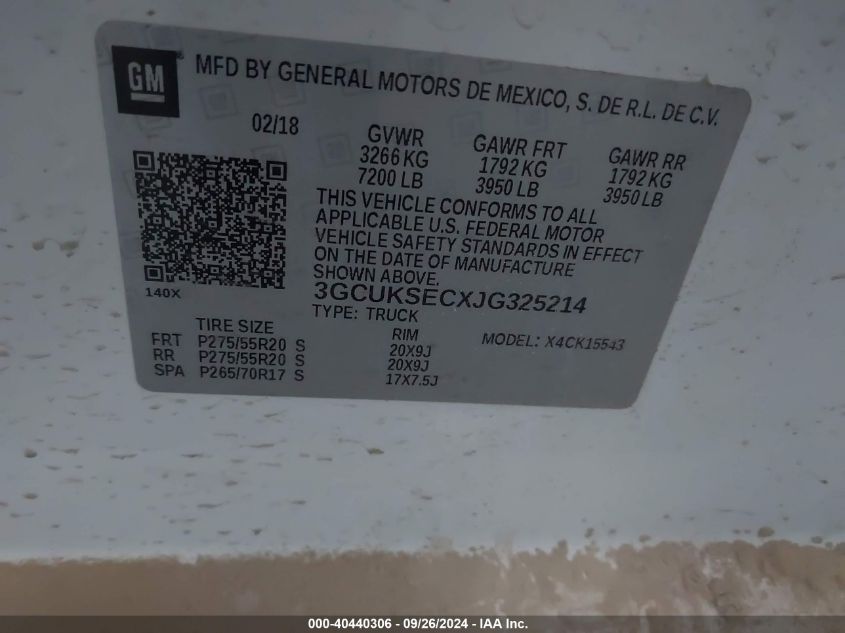 GM
MFD BY GENERAL MOTORS DE MEXICO, S. DE R.L. DE C.V.
02/18
GVWR
3266 KG
7200 LB
GAWR FRT
1792 KG
3950 LB
GAWR RR
1792 KG
3950 LB
THIS VEHICLE CONFORMS TO ALL
APPLICABLE U.S. FEDERAL MOTOR
VEHICLE SAFETY STANDARDS IN EFFECT
ON THE DATE OF MANUFACTURE
SHOWN ABOVE.
3GCUKSECXJG325214
TYPE: TRUCK
140X
MODEL: X4CK15543
TIRE SIZE RIM
FRT P275/55R20 S 20X9J
RR P275/55R20 S 20X9J
SPA P265/70R17 S 17X7.5J
000-40440306 - 09/26/2024 - IAA Inc.